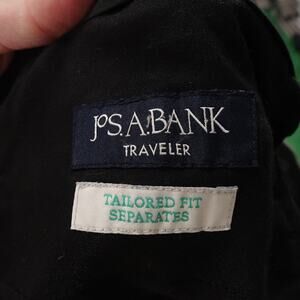 JoS.A.BANK
TRAVELER
TAILORED FIT
SEPARATES